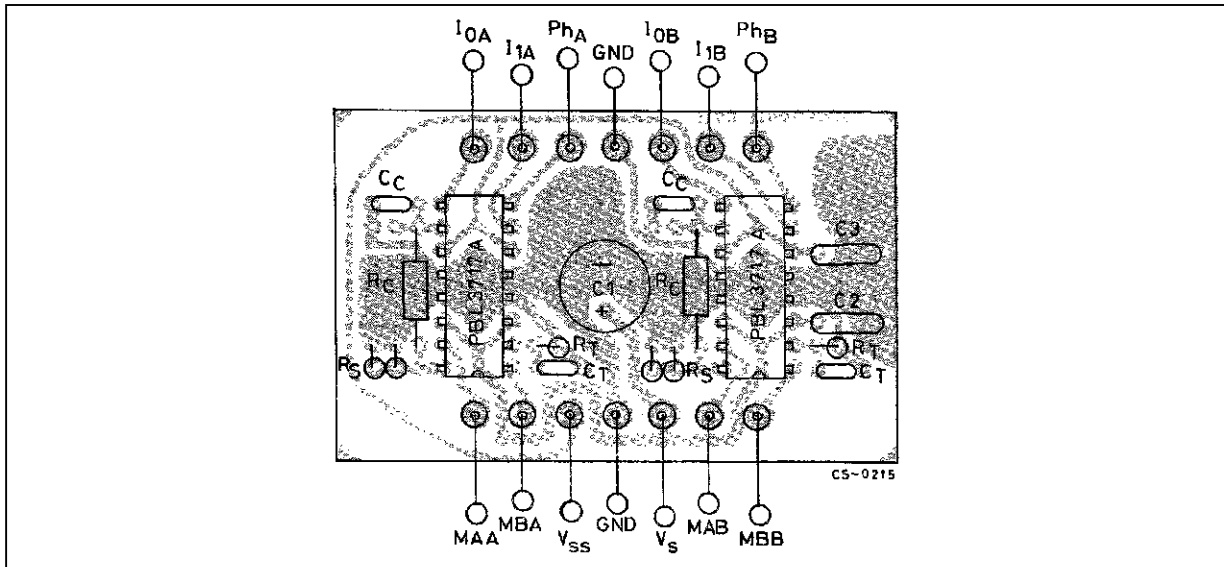 I0A I1A PhA GND I0B I1B PhB
CC CC
PBL3717A PBL3717A
C3
RC C1 RC
− +
C2
RT RT
RS CT RS CT
CS-0215
MAA MBA VSS GND VS MAB MBB